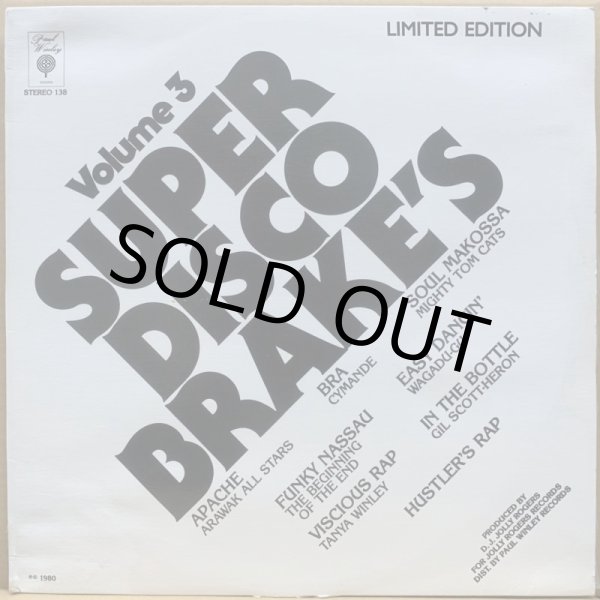 Paul
Winley
STEREO 138
LIMITED EDITION
Volume 3
SUPER
DISCO
BRAKE'S
SOLD OUT
SOUL MAKOSSA
MIGHTY TOM CATS
EAST DANCIN'
BRA
CYMANDE
IN THE BOTTLE
GIL SCOTT-HERON
APACHE
ARAWAK ALL STARS
FUNKY NASSAU
THE BEGINNING
OF THE END
VISCIOUS RAP
TANYA WINLEY
HUSTLER'S RAP
PRODUCED BY
D.J. JOLLY ROGERS
FOR JOLLY ROGERS RECORDS
DIST. BY PAUL WINLEY RECORDS
1980